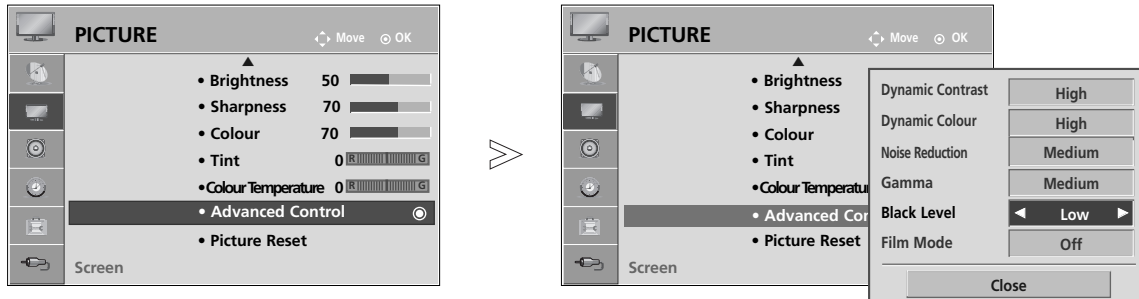 PICTURE
Move OK
• Brightness 50
• Sharpness 70
• Colour 70
• Tint 0 R G
• Colour Temperature 0 R G
• Advanced Control
• Picture Reset
Screen
PICTURE
Move OK
• Brightness
• Sharpness
• Colour
• Tint
• Colour Temperatu
• Advanced Con
• Picture Reset
Screen
Dynamic Contrast High
Dynamic Colour High
Noise Reduction Medium
Gamma Medium
Black Level Low
Film Mode Off
Close